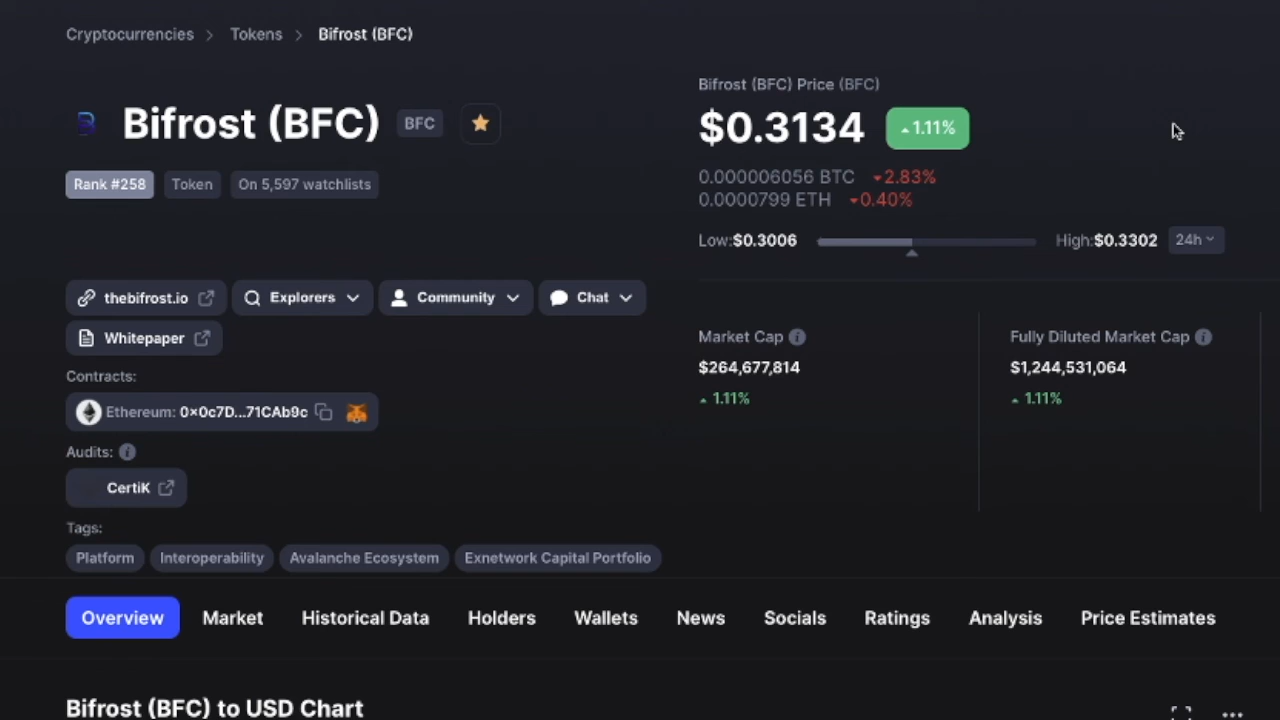 Cryptocurrencies > Tokens > Bifrost (BFC)
Bifrost (BFC) BFC
Rank #258 Token On 5,597 watchlists
thebifrost.io Explorers Community Chat
Whitepaper
Contracts:
Ethereum: 0x0c7D...71CAb9c
Audits:
CertiK
Tags:
Platform Interoperability Avalanche Ecosystem Exnetwork Capital Portfolio
Bifrost (BFC) Price (BFC)
$0.3134 1.11%
0.000006056 BTC 2.83%
0.0000799 ETH 0.40%
Low:$0.3006 High:$0.3302 24h
Market Cap
$264,677,814
1.11%
Fully Diluted Market Cap
$1,244,531,064
1.11%
Overview Market Historical Data Holders Wallets News Socials Ratings Analysis Price Estimates
Bifrost (BFC) to USD Chart